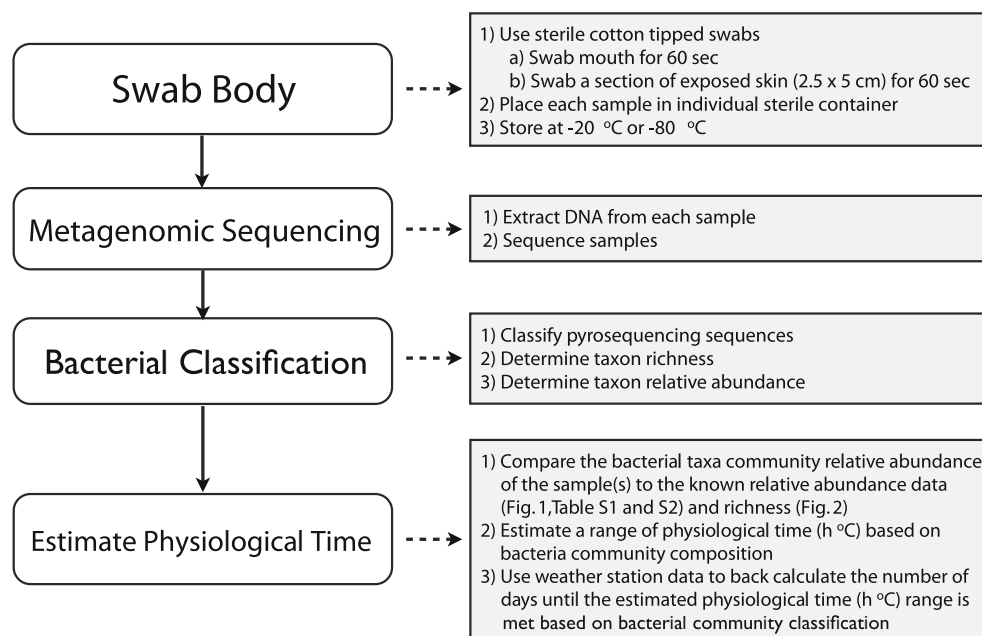 Swab Body
1) Use sterile cotton tipped swabs
a) Swab mouth for 60 sec
b) Swab a section of exposed skin (2.5 x 5 cm) for 60 sec
2) Place each sample in individual sterile container
3) Store at -20 ºC or -80 ºC
Metagenomic Sequencing
1) Extract DNA from each sample
2) Sequence samples
Bacterial Classification
1) Classify pyrosequencing sequences
2) Determine taxon richness
3) Determine taxon relative abundance
Estimate Physiological Time
1) Compare the bacterial taxa community relative abundance
of the sample(s) to the known relative abundance data
(Fig. 1,Table S1 and S2) and richness (Fig. 2)
2) Estimate a range of physiological time (h ºC) based on
bacteria community composition
3) Use weather station data to back calculate the number of
days until the estimated physiological time (h ºC) range is
met based on bacterial community classification